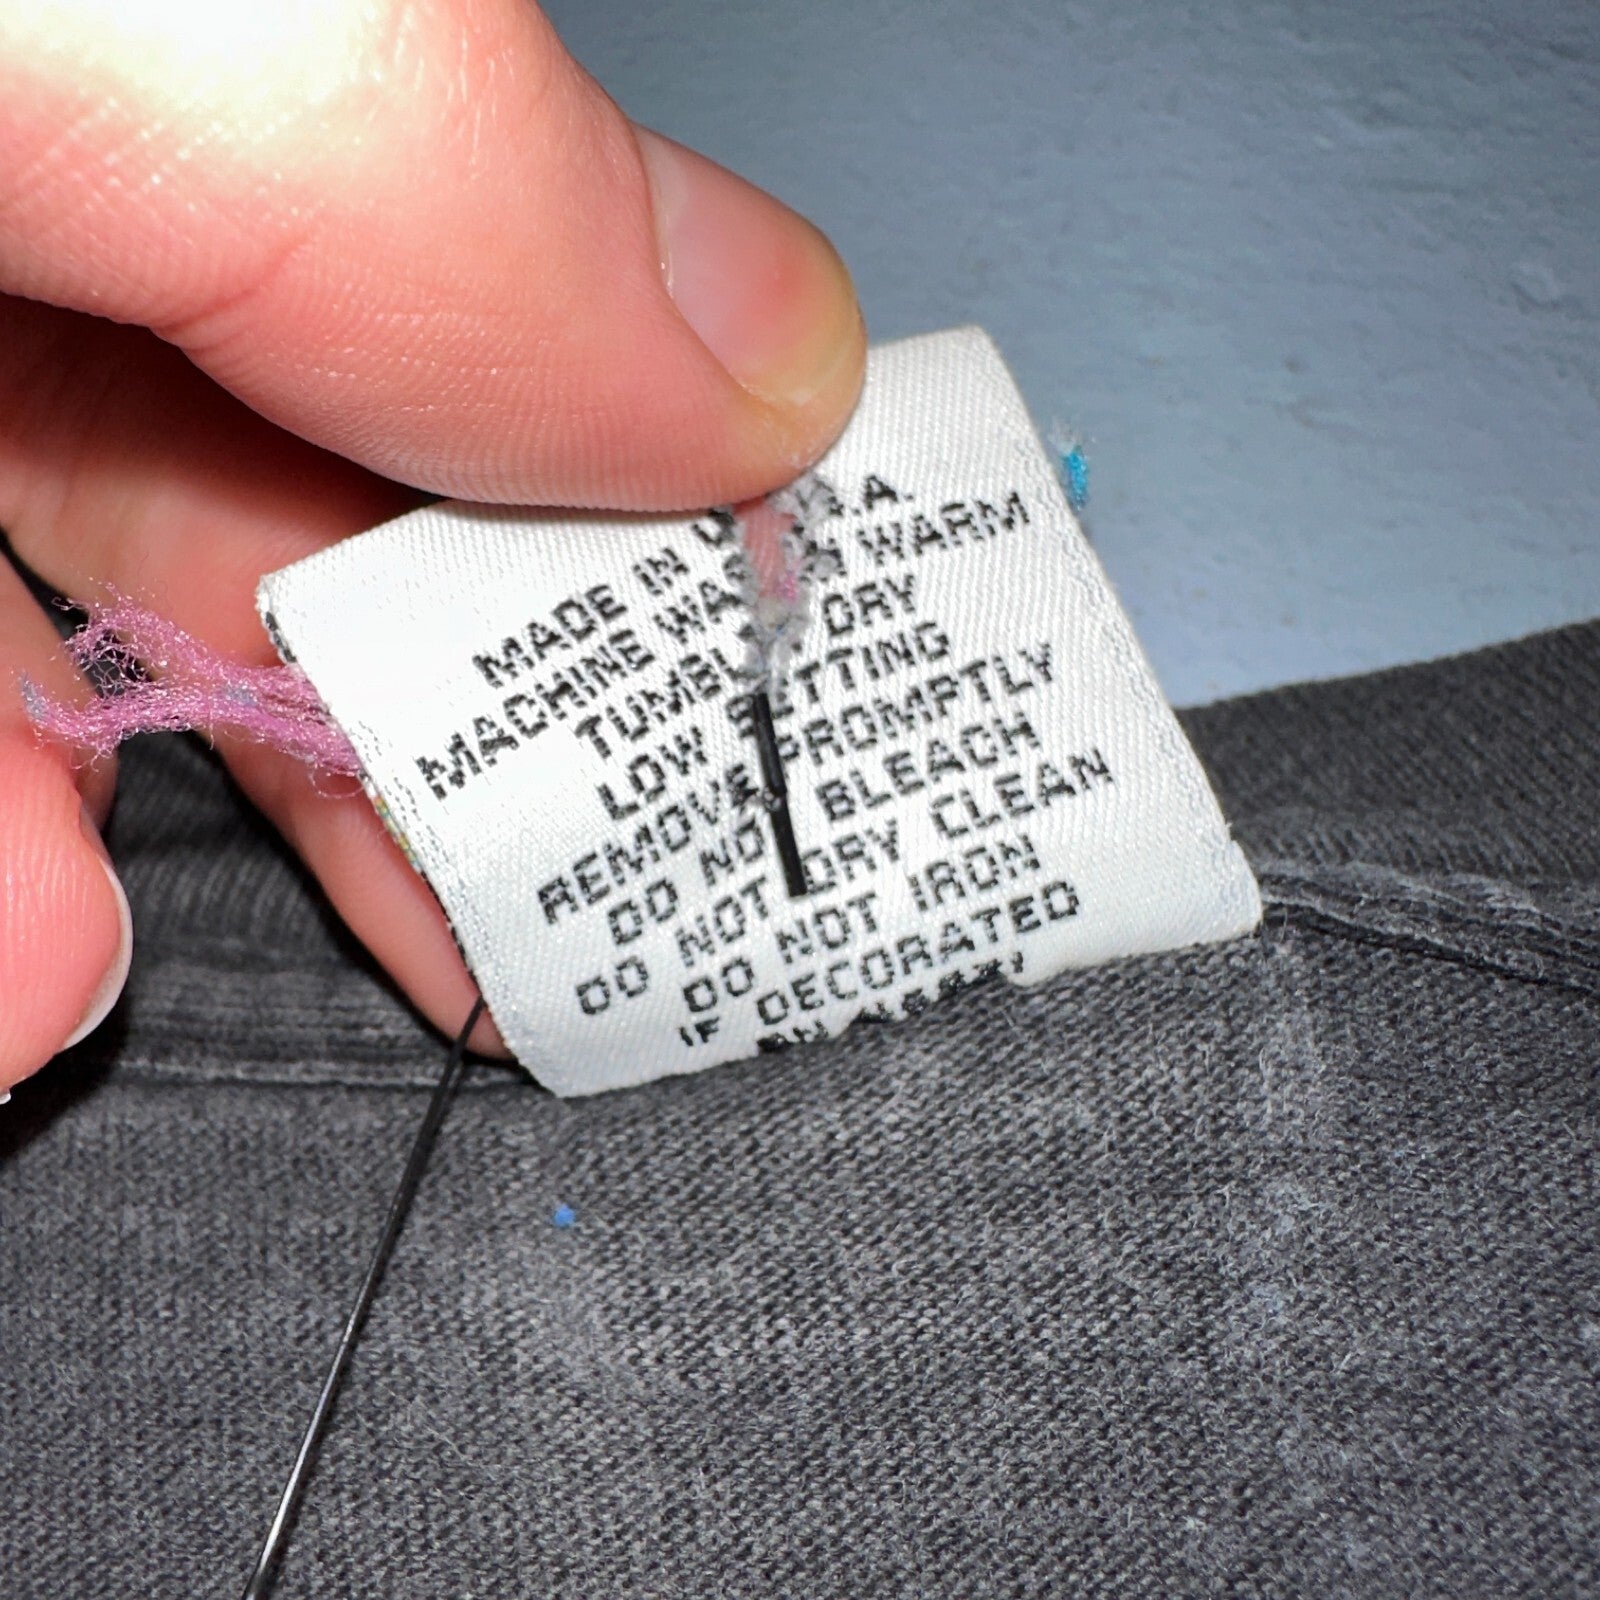 MADE IN U.S.A.
MACHINE WASH WARM
TUMBLE DRY
LOW SETTING
REMOVE PROMPTLY
DO NOT BLEACH
DO NOT DRY CLEAN
DO NOT IRON
IF DECORATED